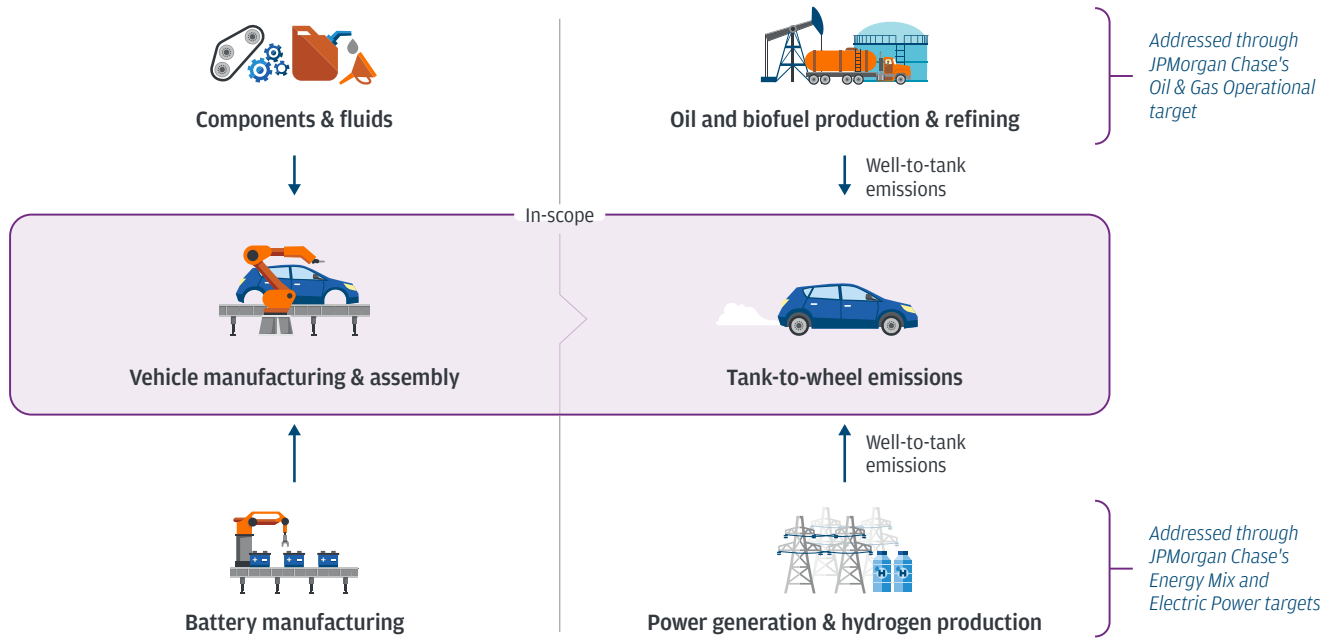 Components & fluids
Oil and biofuel production & refining
Addressed through
JPMorgan Chase's
Oil & Gas Operational
target
Well-to-tank
emissions
In-scope
Vehicle manufacturing & assembly
Tank-to-wheel emissions
Well-to-tank
emissions
H H
Battery manufacturing
Power generation & hydrogen production
Addressed through
JPMorgan Chase's
Energy Mix and
Electric Power targets